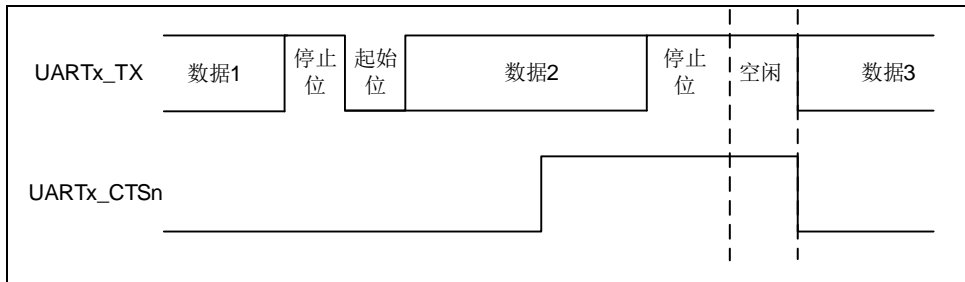 UARTx_TX
数据1
停止
位
起始
位
数据2
停止
位
空闲
数据3
UARTx_CTSn